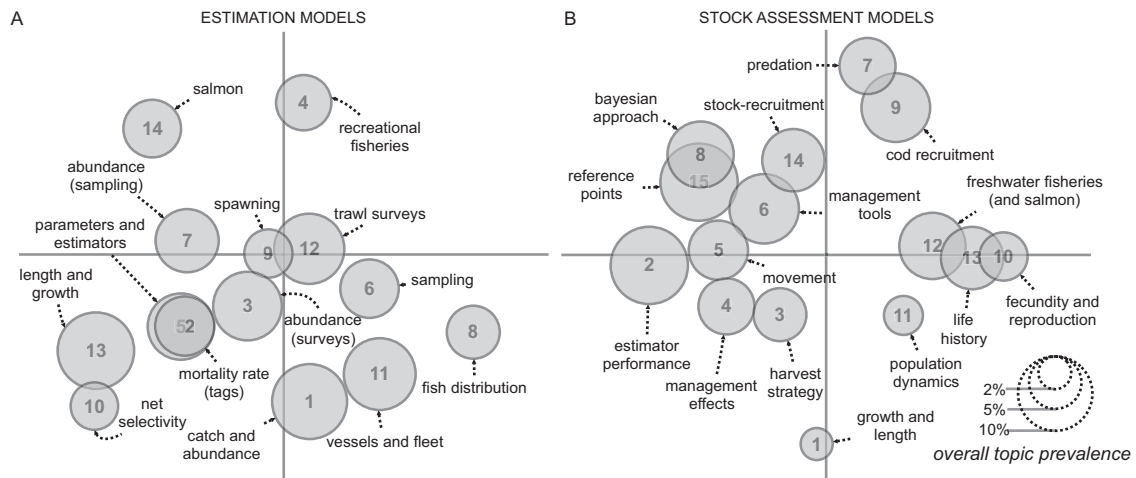 A
ESTIMATION MODELS
salmon
14
4
recreational
fisheries
abundance
(sampling)
parameters and
estimators
spawning
trawl surveys
7
9
12
length and
growth
3
6
sampling
abundance
(surveys)
5
2
8
13
mortality rate
(tags)
11
fish distribution
10
net
selectivity
1
catch and
abundance
vessels and fleet
B
STOCK ASSESSMENT MODELS
predation
7
bayesian
approach
stock-recruitment
9
8
14
cod recruitment
reference
points
15
6
management
tools
freshwater fisheries
(and salmon)
2
5
12
13
10
movement
4
3
11
fecundity and
reproduction
life
history
estimator
performance
management
effects
harvest
strategy
population
dynamics
2%
5%
10%
1
growth and
length
overall topic prevalence